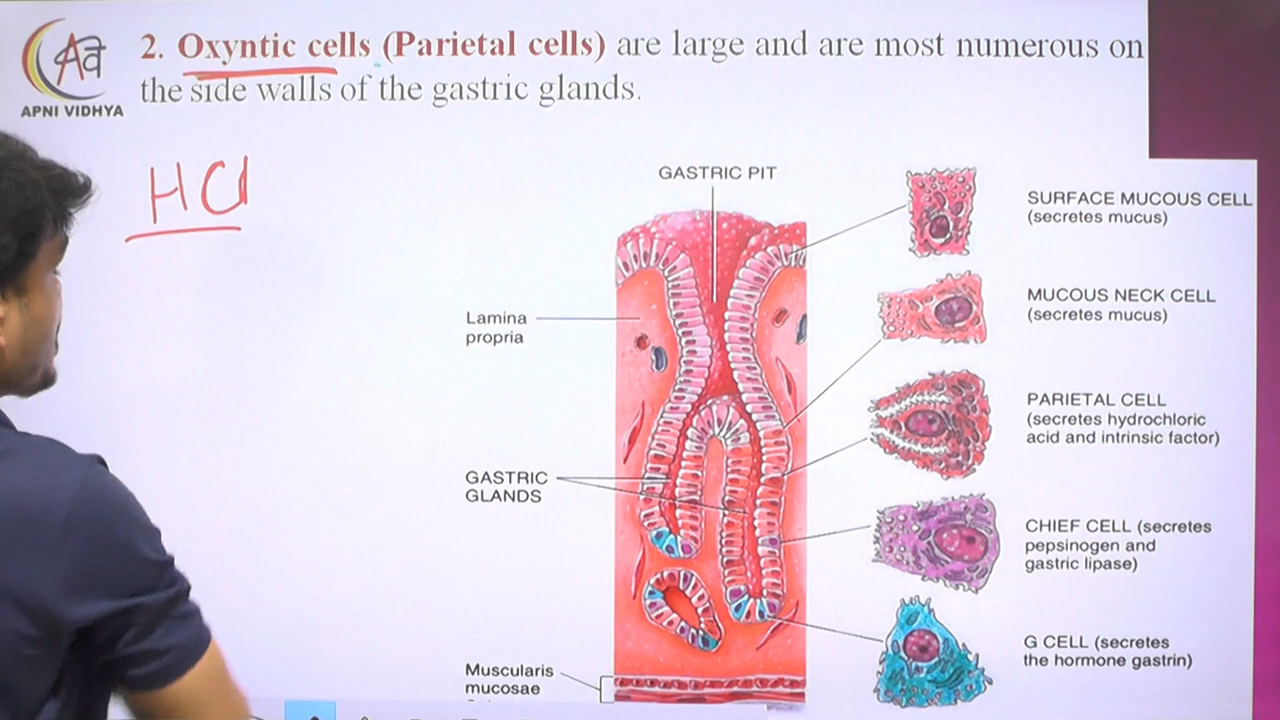 2. Oxyntic cells (Parietal cells) are large and are most numerous on
the side walls of the gastric glands.
APNI VIDHYA
HCl
GASTRIC PIT
SURFACE MUCOUS CELL
(secretes mucus)
MUCOUS NECK CELL
(secretes mucus)
Lamina
propria
PARIETAL CELL
(secretes hydrochloric
acid and intrinsic factor)
GASTRIC
GLANDS
CHIEF CELL (secretes
pepsinogen and
gastric lipase)
G CELL (secretes
the hormone gastrin)
Muscularis
mucosae